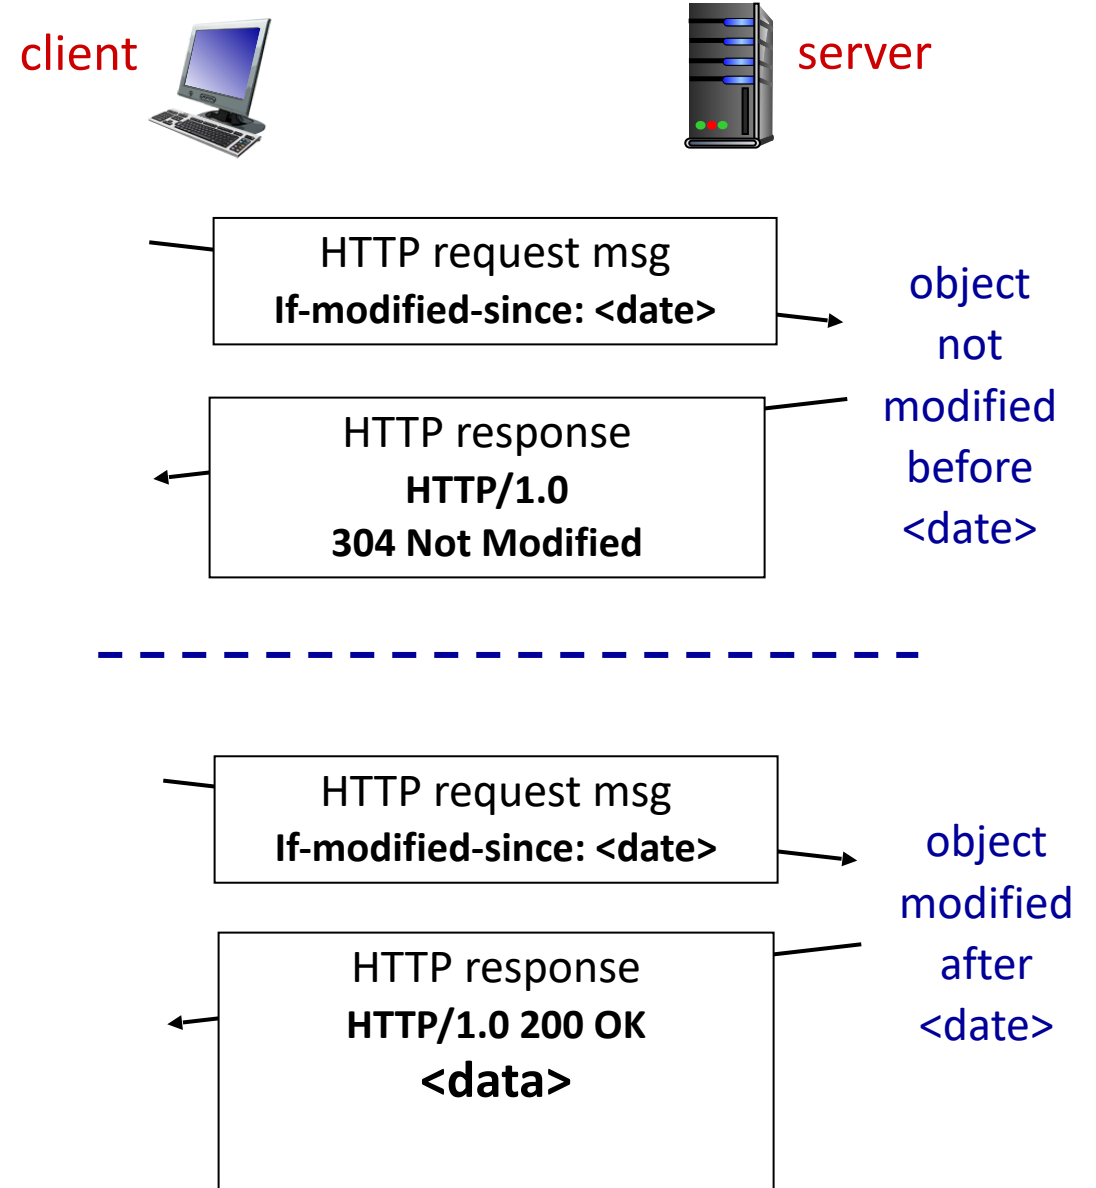 client
server
HTTP request msg
If-modified-since: <date>
object
not
modified
before
<date>
HTTP response
HTTP/1.0
304 Not Modified
HTTP request msg
If-modified-since: <date>
object
modified
after
<date>
HTTP response
HTTP/1.0 200 OK
<data>